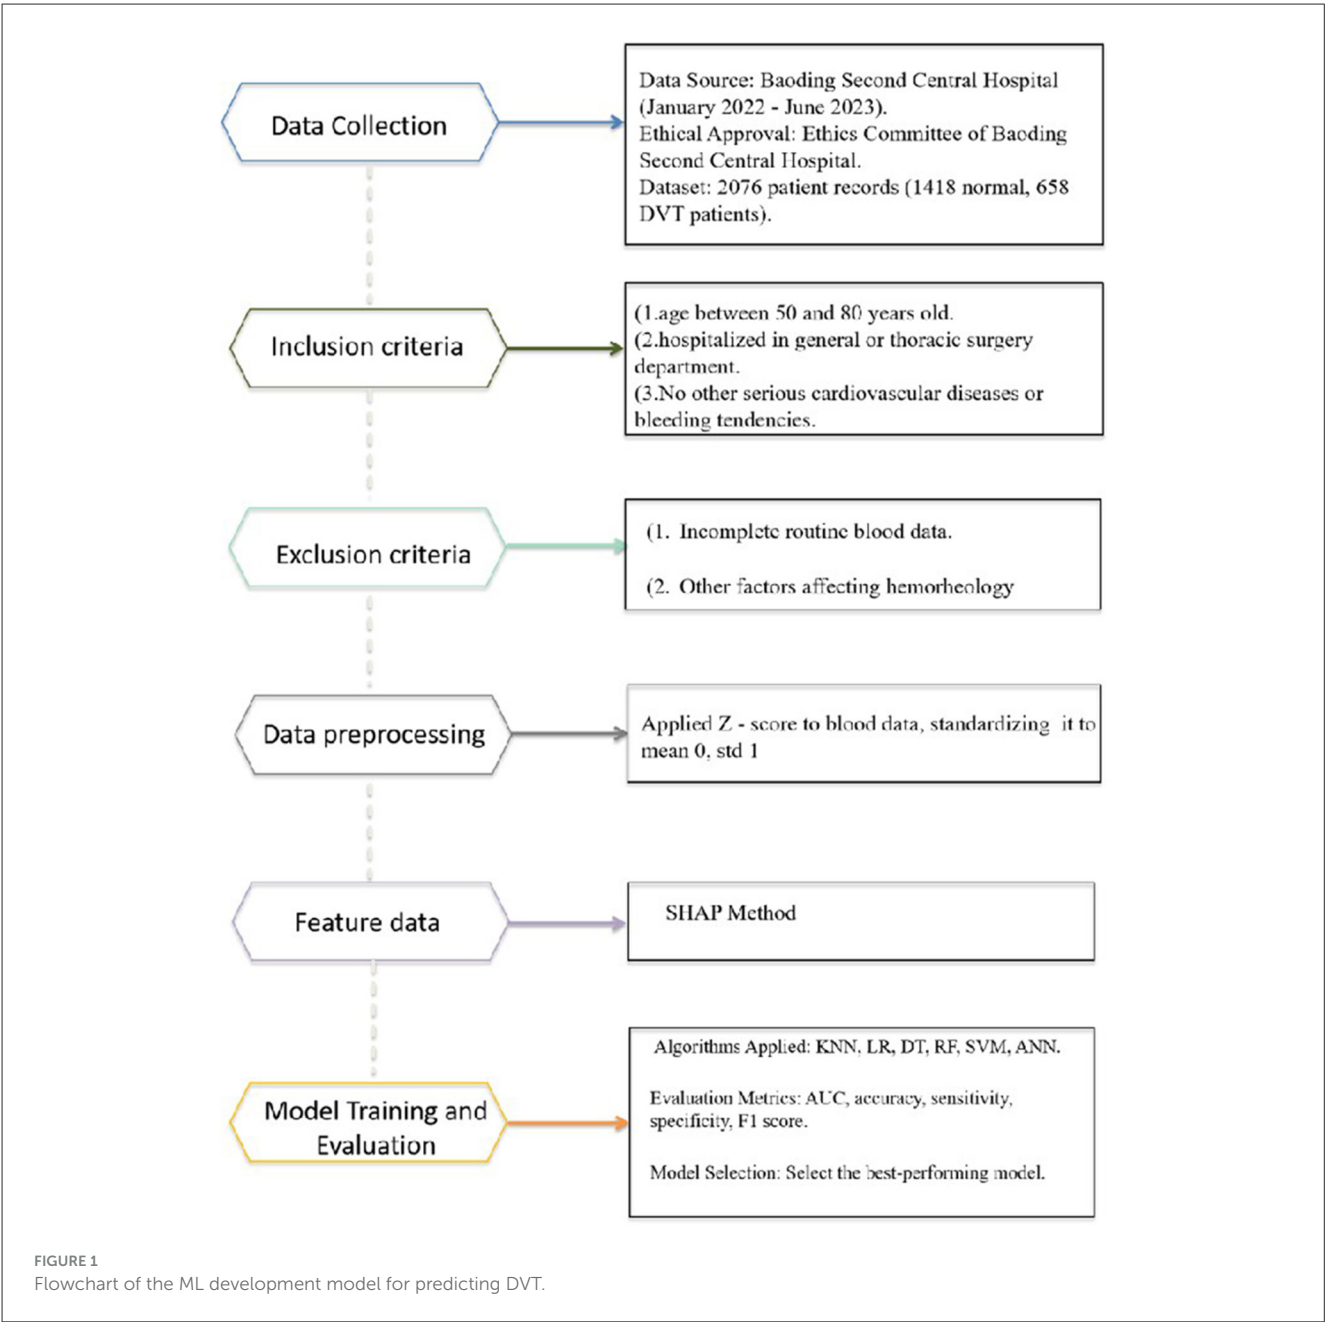 Data Collection
Data Source: Baoding Second Central Hospital
(January 2022 - June 2023).
Ethical Approval: Ethics Committee of Baoding
Second Central Hospital.
Dataset: 2076 patient records (1418 normal, 658
DVT patients).
Inclusion criteria
(1.age between 50 and 80 years old.
(2.hospitalized in general or thoracic surgery
department.
(3.No other serious cardiovascular diseases or
bleeding tendencies.
Exclusion criteria
(1. Incomplete routine blood data.
(2. Other factors affecting hemorheology
Data preprocessing
Applied Z - score to blood data, standardizing it to
mean 0, std 1
Feature data
SHAP Method
Model Training and
Evaluation
Algorithms Applied: KNN, LR, DT, RF, SVM, ANN.
Evaluation Metrics: AUC, accuracy, sensitivity,
specificity, F1 score.
Model Selection: Select the best-performing model.
FIGURE 1
Flowchart of the ML development model for predicting DVT.